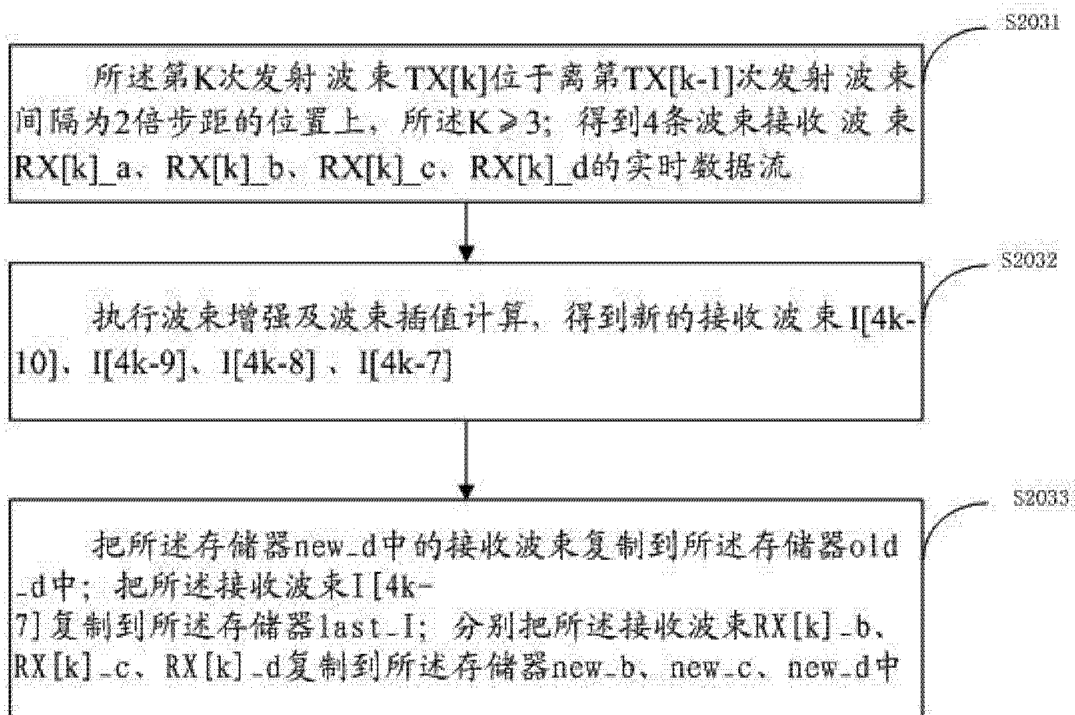 S2031
所述第K次发射波束TX[k]位于离第TX[k-1]次发射波束
间隔为2倍步距的位置上，所述K≥3；得到4条波束接收波束
RX[k]_a、RX[k]_b、RX[k]_c、RX[k]_d的实时数据流
S2032
执行波束增强及波束插值计算，得到新的接收波束I[4k-
10]、I[4k-9]、I[4k-8]、I[4k-7]
S2033
把所述存储器new_d中的接收波束复制到所述存储器old
_d中；把所述接收波束I[4k-
7]复制到所述存储器last_I；分别把所述接收波束RX[k]_b、
RX[k]_c、RX[k]_d复制到所述存储器new_b、new_c、new_d中